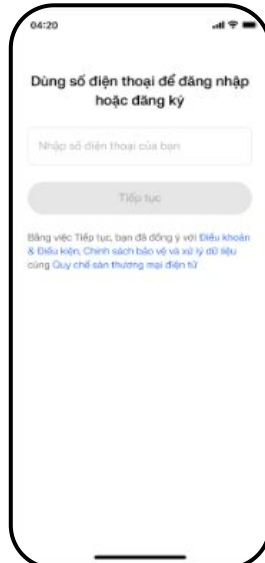 04:20
Dùng số điện thoại để đăng nhập
hoặc đăng ký
Nhập số điện thoại của bạn
Tiếp tục
Bằng việc Tiếp tục, bạn đã đồng ý với Điều khoản
& Điều kiện, Chính sách bảo vệ và xử lý dữ liệu
cùng Quy chế sàn thương mại điện tử